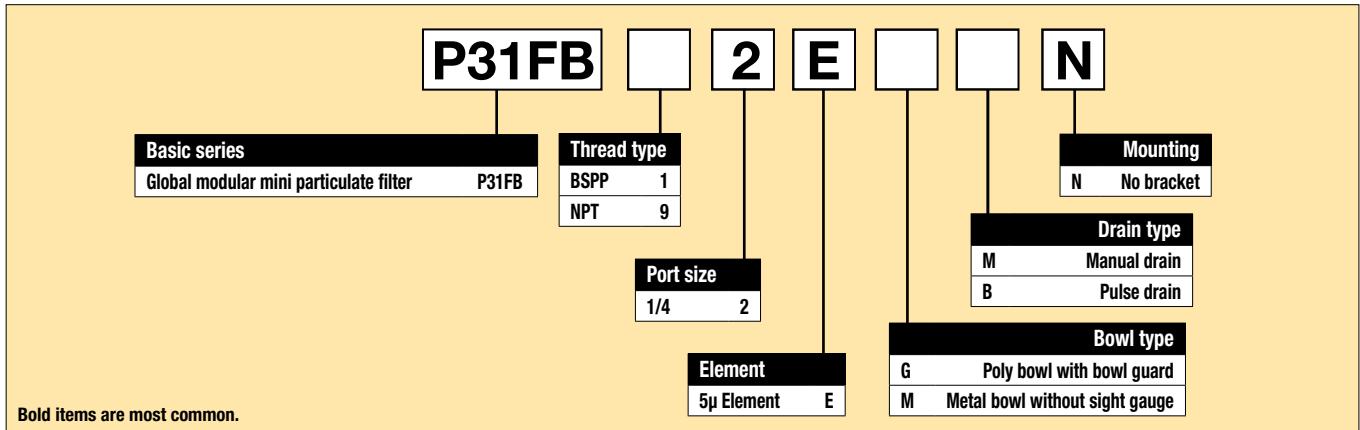 P31FB 2 E N
Basic series
Global modular mini particulate filter P31FB
Thread type
BSPP 1
NPT 9
Port size
1/4 2
Element
5µ Element E
Mounting
N No bracket
Drain type
M Manual drain
B Pulse drain
Bowl type
G Poly bowl with bowl guard
M Metal bowl without sight gauge
Bold items are most common.